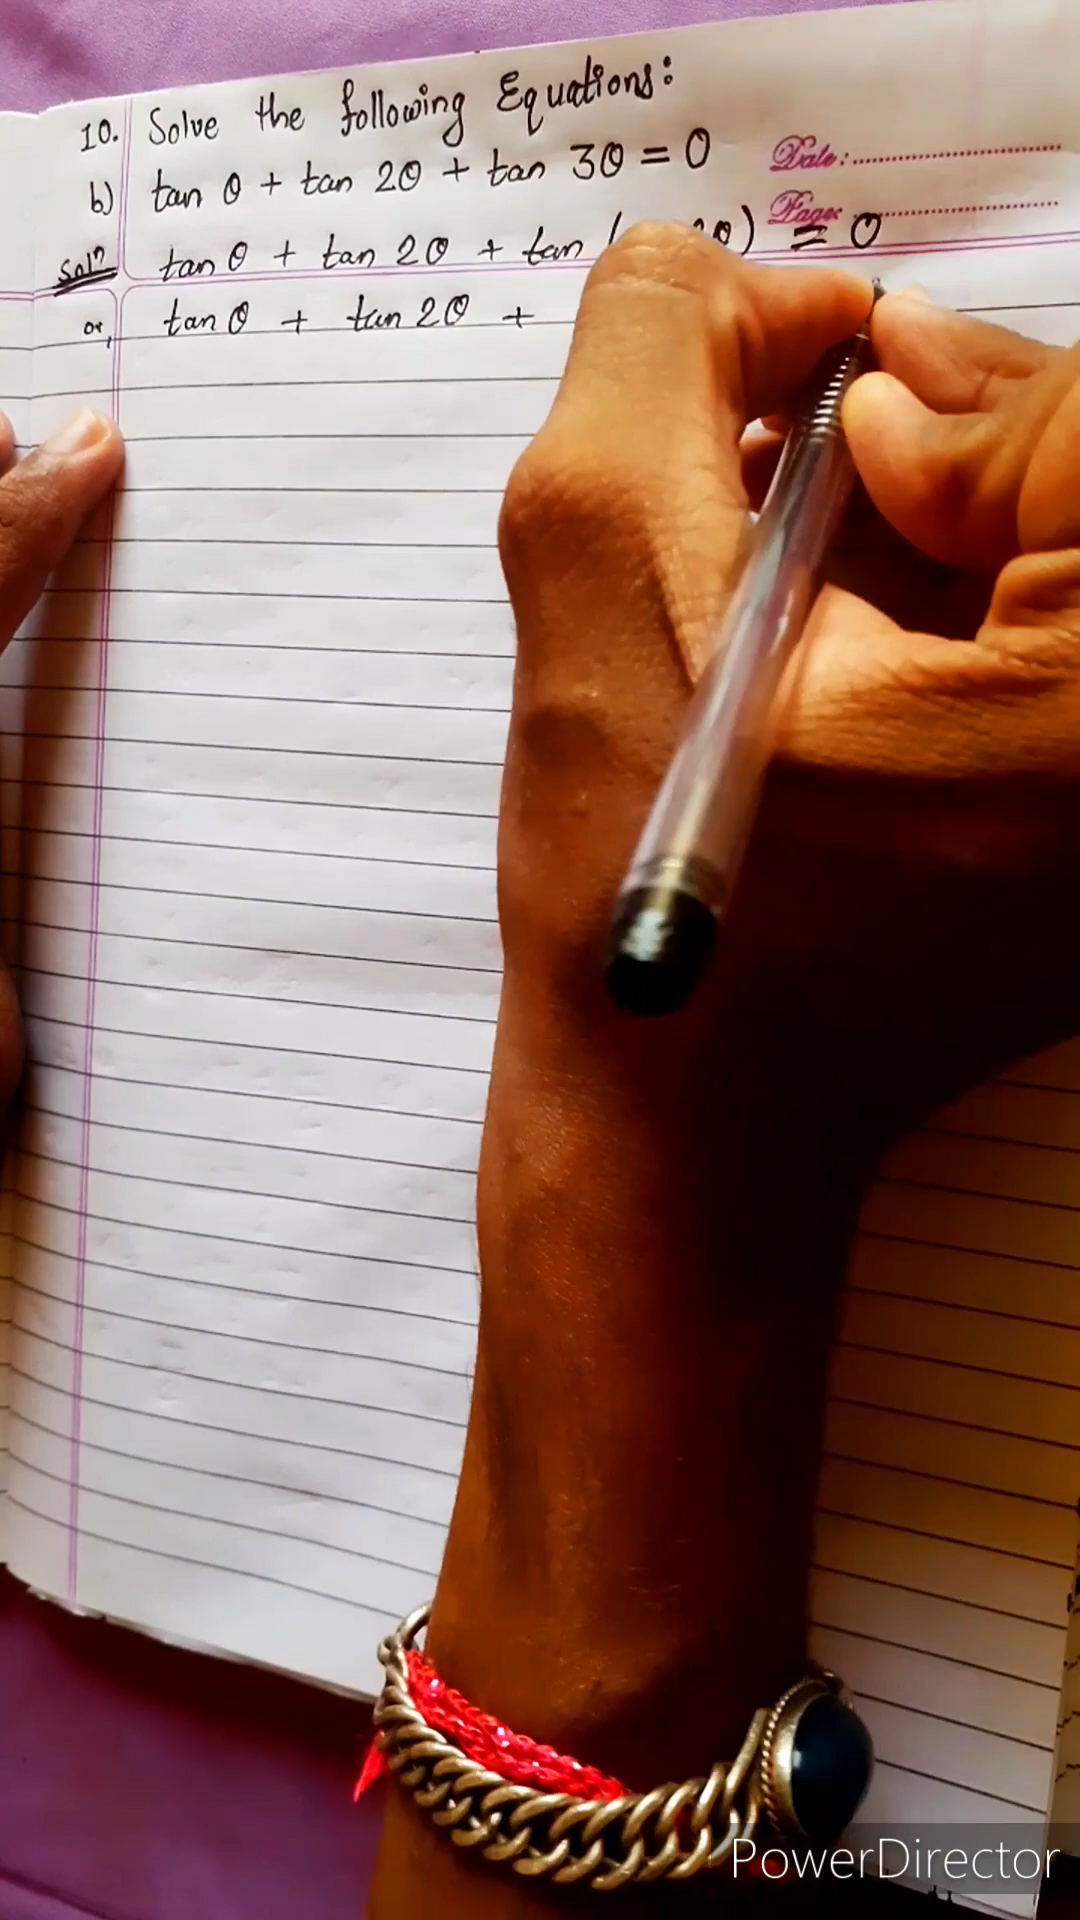 10. Solve the following Equations:
b) tan θ + tan 2θ + tan 3θ = 0
Date:
Page:
Solⁿ tan θ + tan 2θ + tan ( θ) = 0
or, tan θ + tan 2θ +
PowerDirector